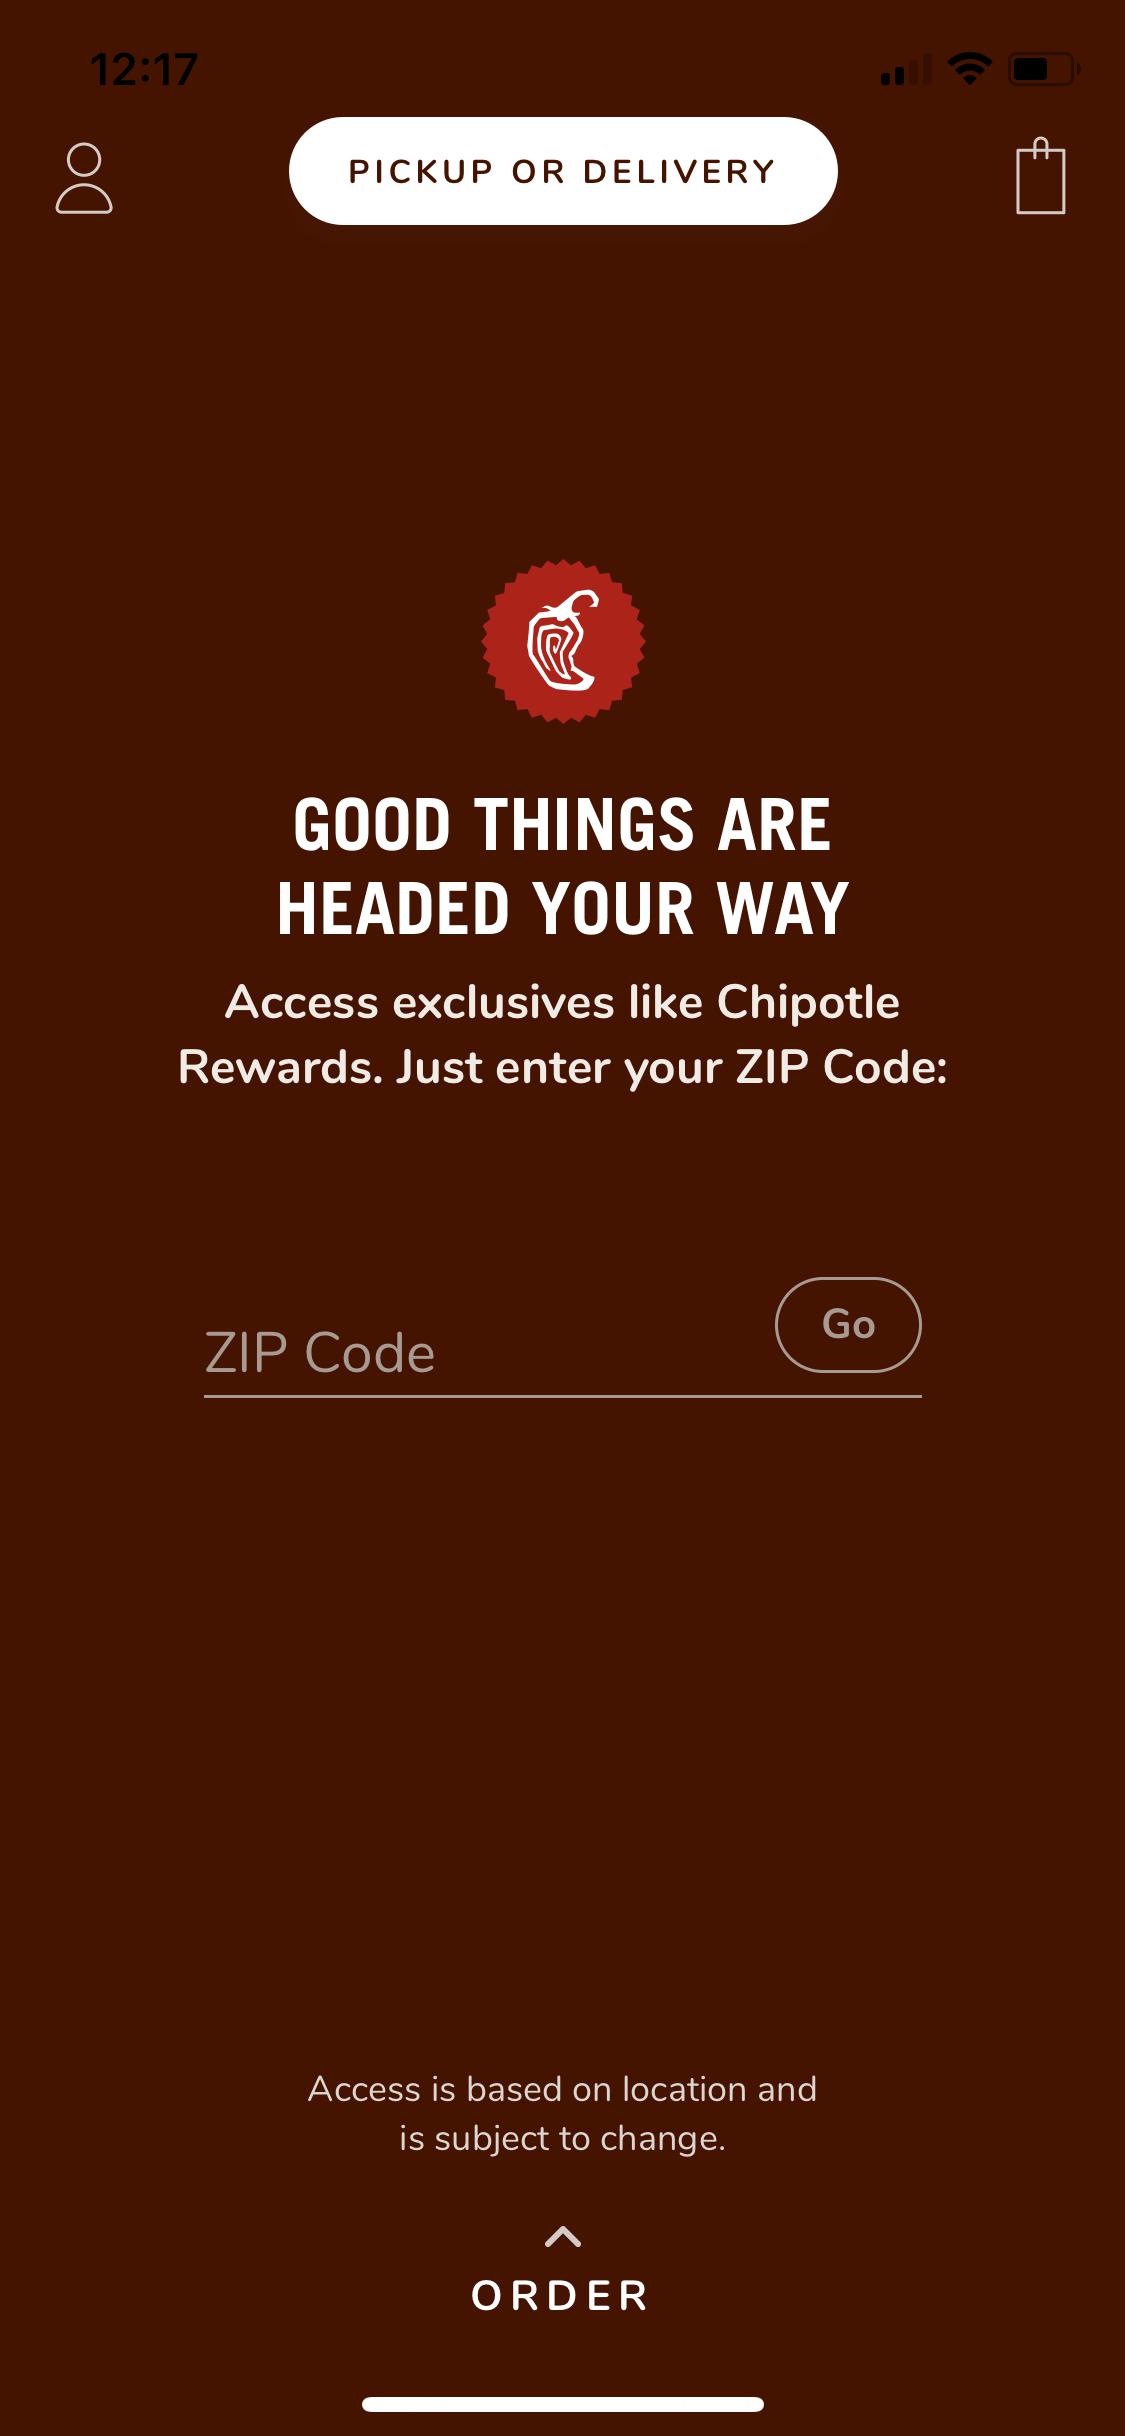 12:17
PICKUP OR DELIVERY
GOOD THINGS ARE
HEADED YOUR WAY
Access exclusives like Chipotle
Rewards. Just enter your ZIP Code:
ZIP Code
Go
Access is based on location and
is subject to change.
ORDER